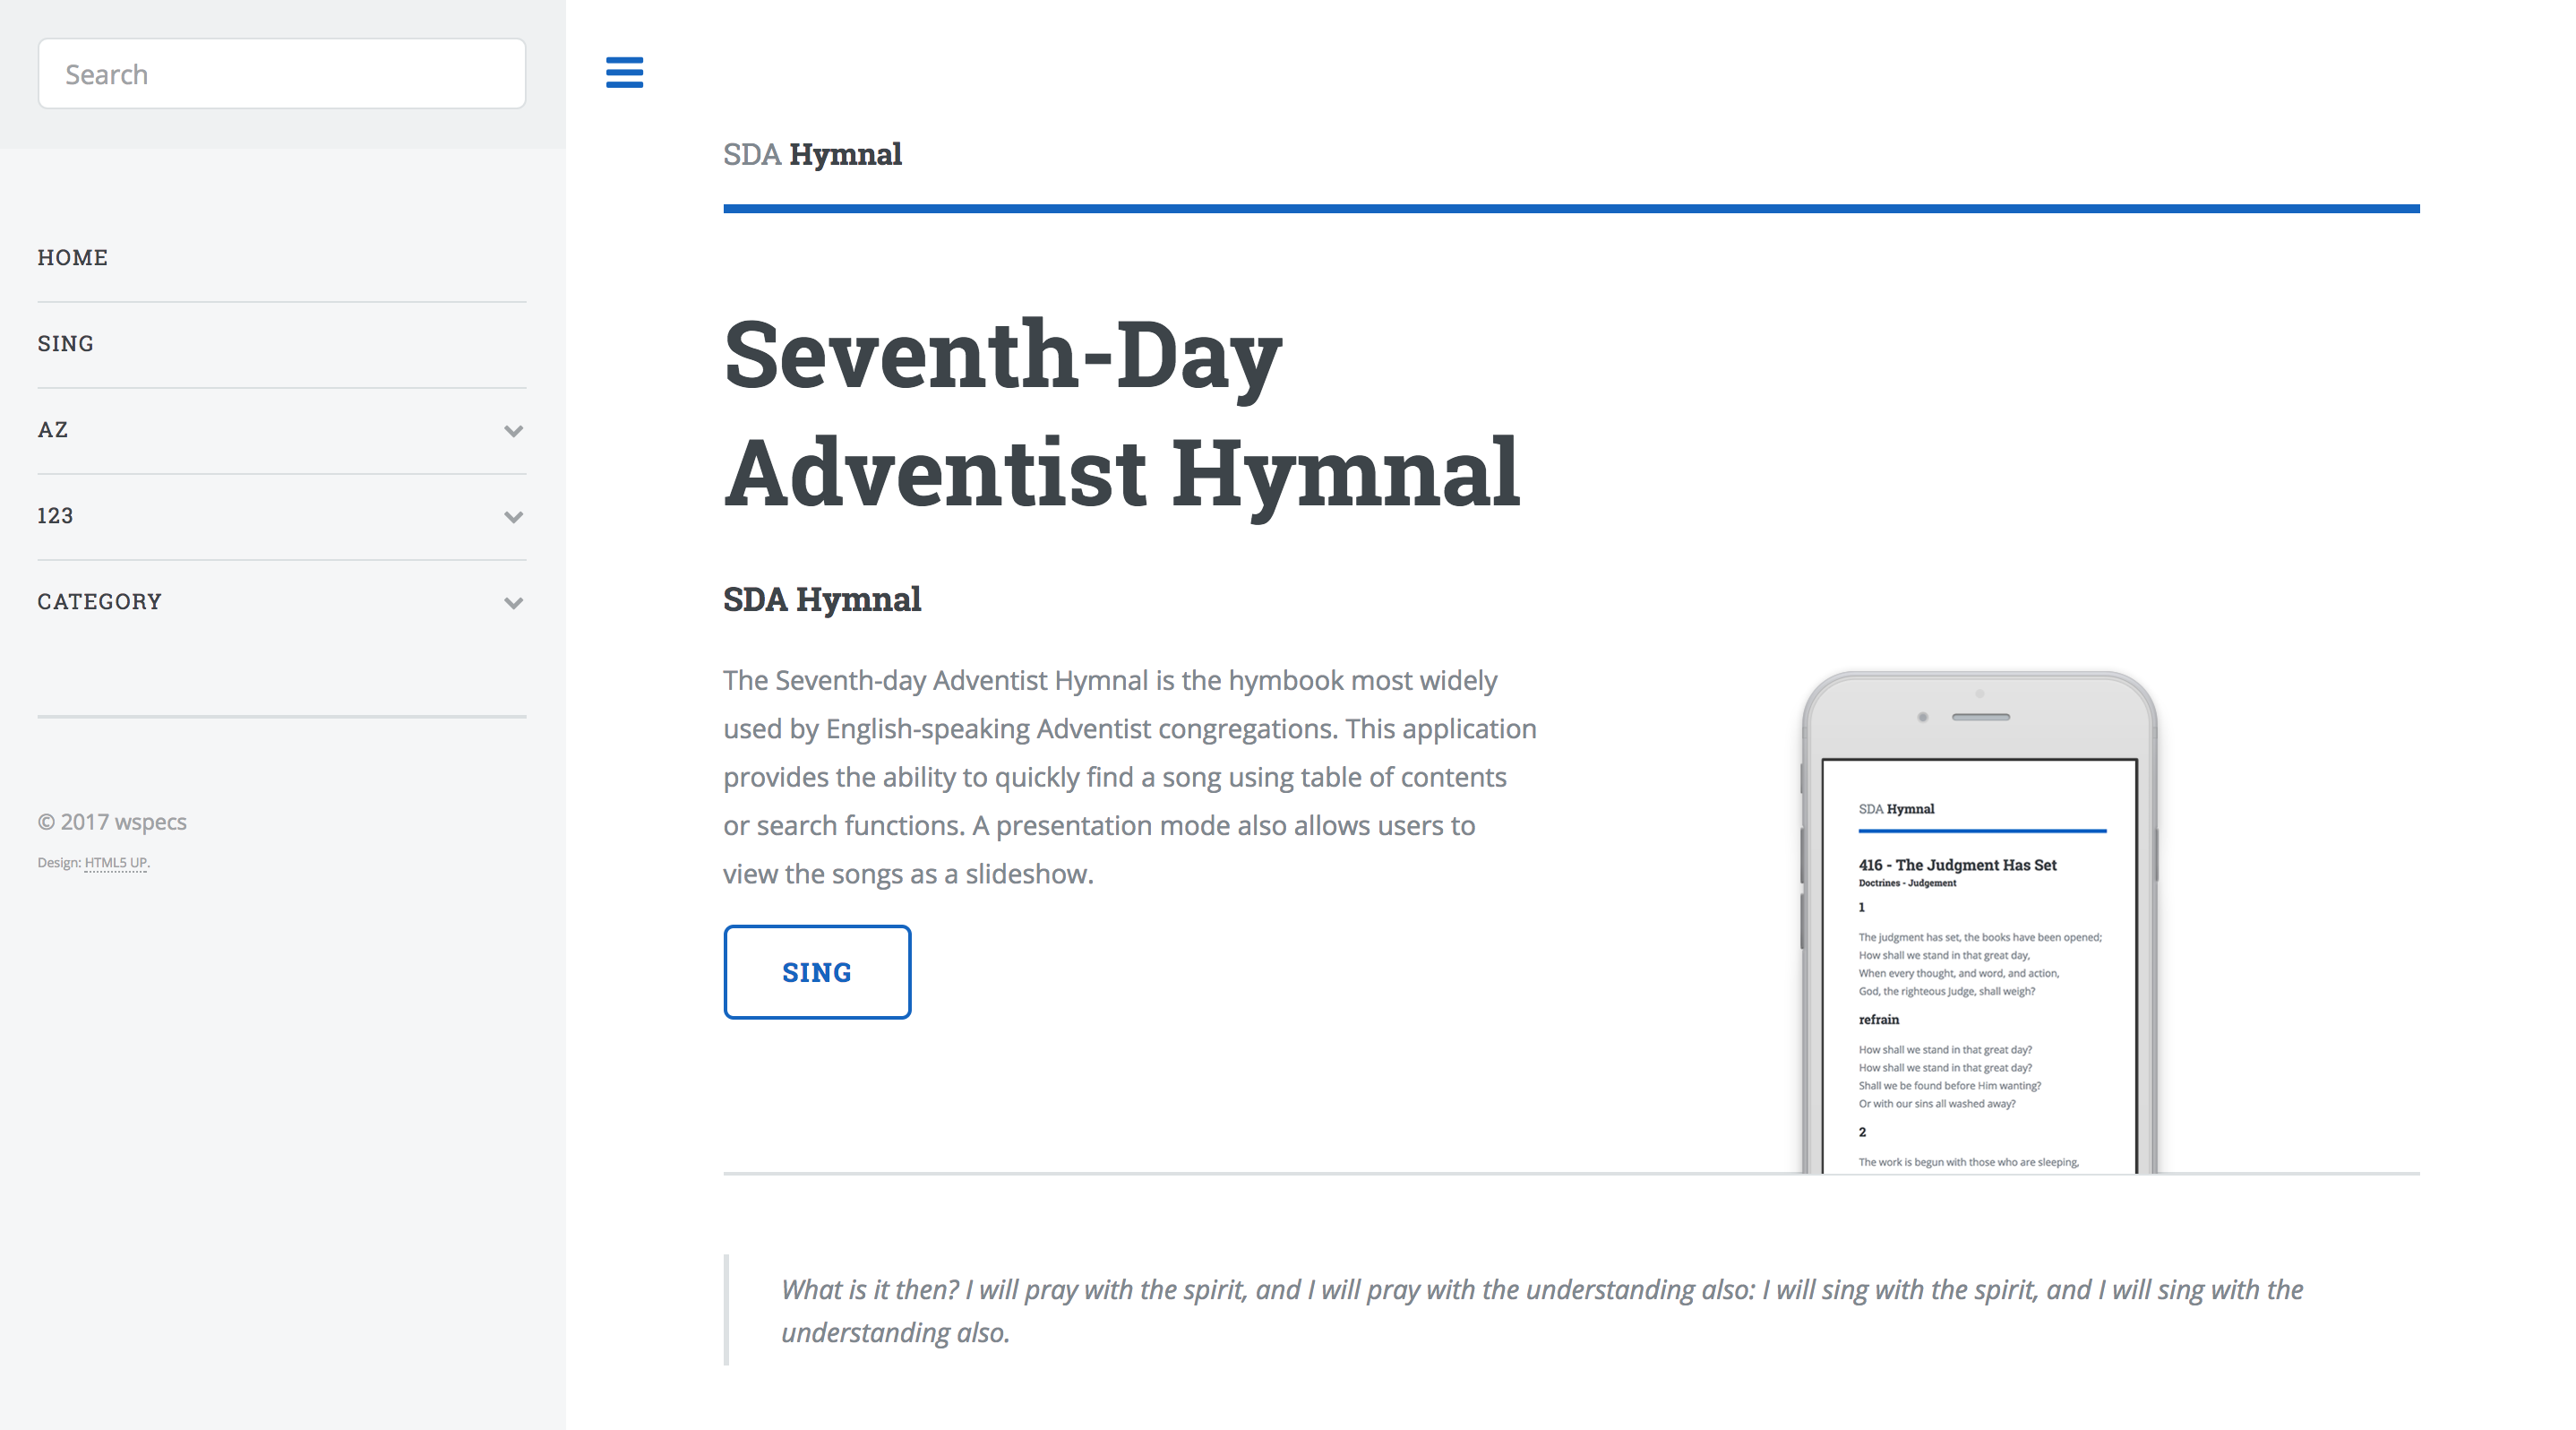 Search
HOME
SING
AZ
123
CATEGORY
© 2017 wspecs
Design: HTML5 UP.
SDA Hymnal
Seventh-Day
Adventist Hymnal
SDA Hymnal
The Seventh-day Adventist Hymnal is the hymbook most widely
used by English-speaking Adventist congregations. This application
provides the ability to quickly find a song using table of contents
or search functions. A presentation mode also allows users to
view the songs as a slideshow.
SING
SDA Hymnal
416 - The Judgment Has Set
Doctrines - Judgement
1
The judgment has set, the books have been opened;
How shall we stand in that great day,
When every thought, and word, and action,
God, the righteous Judge, shall weigh?
refrain
How shall we stand in that great day?
How shall we stand in that great day?
Shall we be found before Him wanting?
Or with our sins all washed away?
2
The work is begun with those who are sleeping,
What is it then? I will pray with the spirit, and I will pray with the understanding also: I will sing with the spirit, and I will sing with the
understanding also.